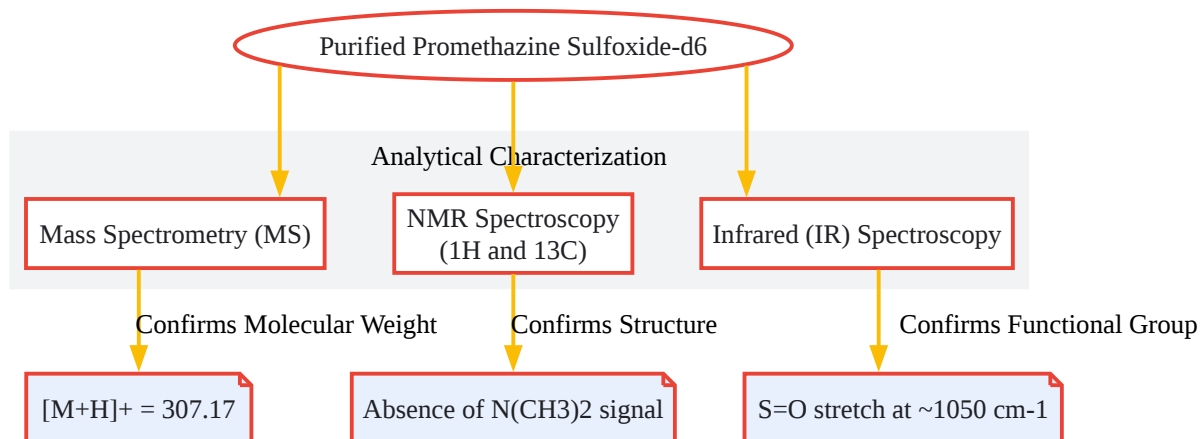 Purified Promethazine Sulfoxide-d6
Analytical Characterization
Mass Spectrometry (MS)
NMR Spectroscopy
(1H and 13C)
Infrared (IR) Spectroscopy
Confirms Molecular Weight
Confirms Structure
Confirms Functional Group
[M+H]+ = 307.17
Absence of N(CH3)2 signal
S=O stretch at ~1050 cm-1